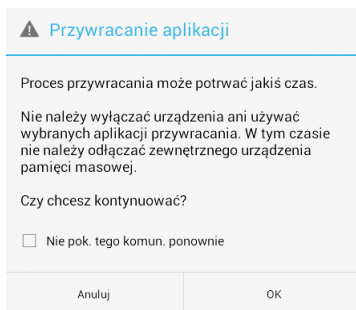 Przywracanie aplikacji
Proces przywracania może potrwać jakiś czas.
Nie należy wyłączać urządzenia ani używać
wybranych aplikacji przywracania. W tym czasie
nie należy odłączać zewnętrznego urządzenia
pamięci masowej.
Czy chcesz kontynuować?
Nie pok. tego komun. ponownie
Anuluj OK